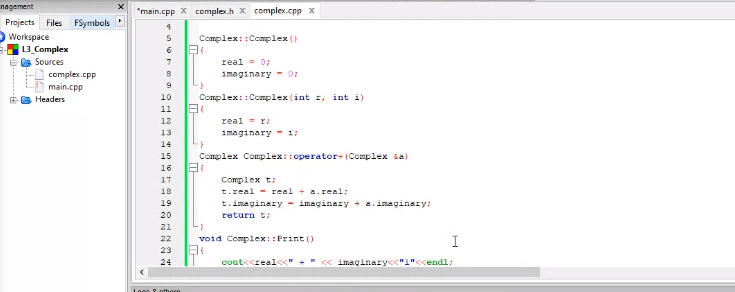 nagement
*main.cpp complex.h complex.cpp
Projects Files FSymbols
Workspace
L3_Complex
Sources
complex.cpp
main.cpp
Headers
4
5 Complex::Complex()
6 {
7 real = 0;
8 imaginary = 0;
9 }
10 Complex::Complex(int r, int i)
11 {
12 real = r;
13 imaginary = i;
14 }
15 Complex Complex::operator+(Complex &a)
16 {
17 Complex t;
18 t.real = real + a.real;
19 t.imaginary = imaginary + a.imaginary;
20 return t;
21 }
22 void Complex::Print()
23 {
24 cout<<real<<" + " << imaginary<<"i"<<endl;